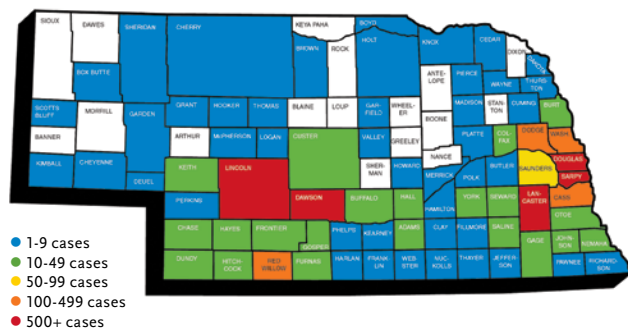 SIOUX
DAWES
SHERIDAN
CHERRY
KEYA PAHA
BOYD
BROWN
ROCK
HOLT
KNOX
CEDAR
DIXON
DAKOTA
BOX BUTTE
ANTE-
LOPE
PIERCE
WAYNE
THURS
TON
SCOTTS
BLUFF
MORRILL
GARDEN
GRANT
HOOKER
THOMAS
BLAINE
LOUP
GAR-
FIELD
WHEEL-
ER
BOONE
MADISON
STAN-
TON
CUMING
BURT
BANNER
ARTHUR
McPHERSON
LOGAN
CUSTER
VALLEY
GREELEY
PLATTE
COL-
FAX
DODGE
WASH
KIMBALL
CHEYENNE
DEUEL
KEITH
LINCOLN
SHER-
MAN
HOWARD
NANCE
MERRICK
POLK
BUTLER
SAUNDERS
DOUGLAS
SARPY
PERKINS
DAWSON
BUFFALO
HALL
HAMILTON
YORK
SEWARD
LAN-
CASTER
CASS
OTOE
CHASE
HAYES
FRONTIER
GOSPER
PHELPS
KEARNEY
ADAMS
CLAY
FILLMORE
SALINE
GAGE
JOHN-
SON
NEMAHA
DUNDY
HITCH-
COCK
RED
WILLOW
FURNAS
HARLAN
FRANK
LIN
WEB-
STER
NUC-
KOLLS
THAYER
JEFFER-
SON
PAWNEE
RICHARD-
SON
1-9 cases
10-49 cases
50-99 cases
100-499 cases
500+ cases